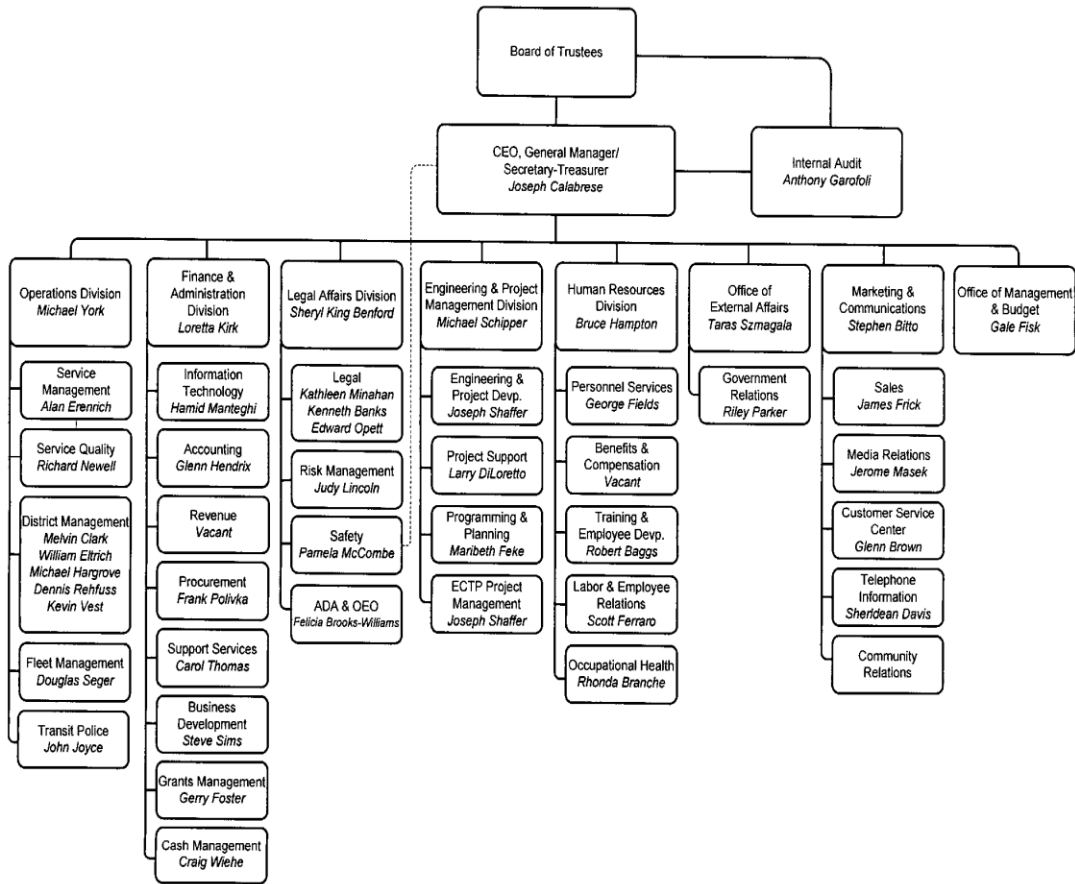 Board of Trustees
CEO, General Manager/
Secretary-Treasurer
Joseph Calabrese
Internal Audit
Anthony Garofoli
Operations Division
Michael York
Service
Management
Alan Erenrich
Service Quality
Richard Newell
District Management
Melvin Clark
William Eltrich
Michael Hargrove
Dennis Rehfuss
Kevin Vest
Fleet Management
Douglas Seger
Transit Police
John Joyce
Finance &
Administration
Division
Loretta Kirk
Information
Technology
Hamid Manteghi
Accounting
Glenn Hendrix
Revenue
Vacant
Procurement
Frank Polivka
Support Services
Carol Thomas
Business
Development
Steve Sims
Grants Management
Gerry Foster
Cash Management
Craig Wiehe
Legal Affairs Division
Sheryl King Benford
Legal
Kathleen Minahan
Kenneth Banks
Edward Opett
Risk Management
Judy Lincoln
Safety
Pamela McCombe
ADA & OEO
Felicia Brooks-Williams
Engineering & Project
Management Division
Michael Schipper
Engineering &
Project Devp.
Joseph Shaffer
Project Support
Larry DiLoretto
Programming &
Planning
Maribeth Feke
ECTP Project
Management
Joseph Shaffer
Human Resources
Division
Bruce Hampton
Personnel Services
George Fields
Benefits &
Compensation
Vacant
Training &
Employee Devp.
Robert Baggs
Labor & Employee
Relations
Scott Ferraro
Occupational Health
Rhonda Branche
Office of
External Affairs
Taras Szmagala
Government
Relations
Riley Parker
Marketing &
Communications
Stephen Bitto
Sales
James Frick
Media Relations
Jerome Masek
Customer Service
Center
Glenn Brown
Telephone
Information
Sheridean Davis
Community
Relations
Office of Management
& Budget
Gale Fisk